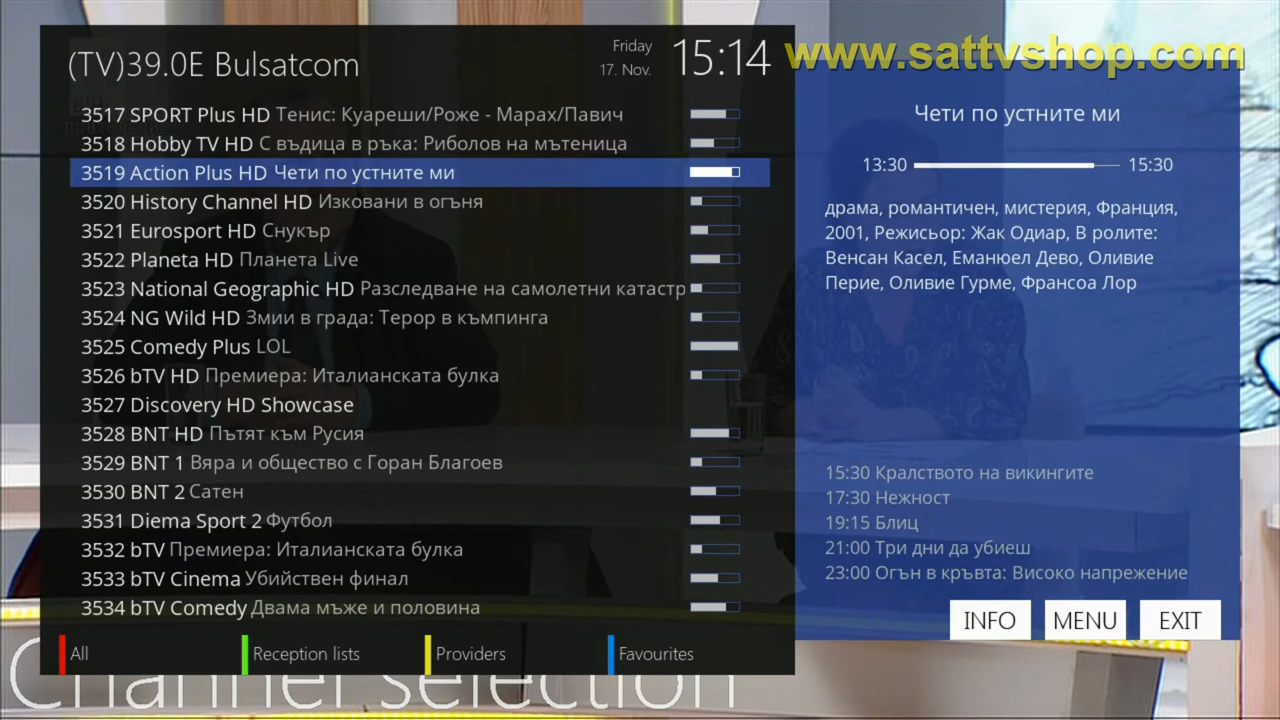 (TV)39.0E Bulsatcom
Friday
17. Nov.
15:14
www.sattvshop.com
3517 SPORT Plus HD Тенис: Куареши/Роже - Марах/Павич
3518 Hobby TV HD С въдица в ръка: Риболов на мътеница
3519 Action Plus HD Чети по устните ми
3520 History Channel HD Изковани в огъня
3521 Eurosport HD Снукър
3522 Planeta HD Планета Live
3523 National Geographic HD Разследване на самолетни катастр
3524 NG Wild HD Змии в града: Терор в къмпинга
3525 Comedy Plus LOL
3526 bTV HD Премиера: Италианската булка
3527 Discovery HD Showcase
3528 BNT HD Пътят към Русия
3529 BNT 1 Вяра и общество с Горан Благоев
3530 BNT 2 Сатен
3531 Diema Sport 2 Футбол
3532 bTV Премиера: Италианската булка
3533 bTV Cinema Убийствен финал
3534 bTV Comedy Двама мъже и половина
All
Reception lists
Providers
Favourites
Чети по устните ми
13:30
15:30
драма, романтичен, мистерия, Франция,
2001, Режисьор: Жак Одиар, В ролите:
Венсан Касел, Еманюел Дево, Оливие
Перие, Оливие Гурме, Франсоа Лор
15:30 Кралството на викингите
17:30 Нежност
19:15 Блиц
21:00 Три дни да убиеш
23:00 Огън в кръвта: Високо напрежение
INFO
MENU
EXIT
Channel selection